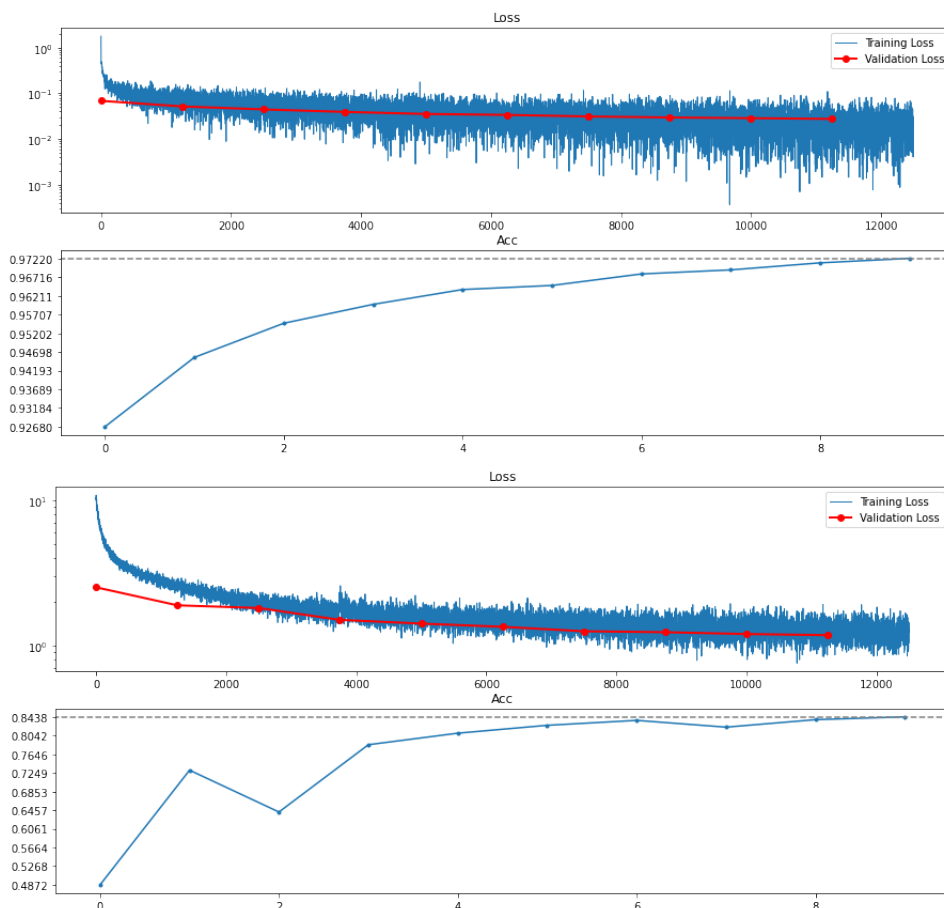 Loss
Training Loss
Validation Loss
10⁰
10⁻¹
10⁻²
10⁻³
0 2000 4000 6000 8000 10000 12000
Acc
0.97220
0.96716
0.96211
0.95707
0.95202
0.94698
0.94193
0.93689
0.93184
0.92680
0 2 4 6 8
Loss
Training Loss
Validation Loss
10¹
10⁰
0 2000 4000 6000 8000 10000 12000
Acc
0.8438
0.8042
0.7646
0.7249
0.6853
0.6457
0.6061
0.5664
0.5268
0.4872
0 2 4 6 8